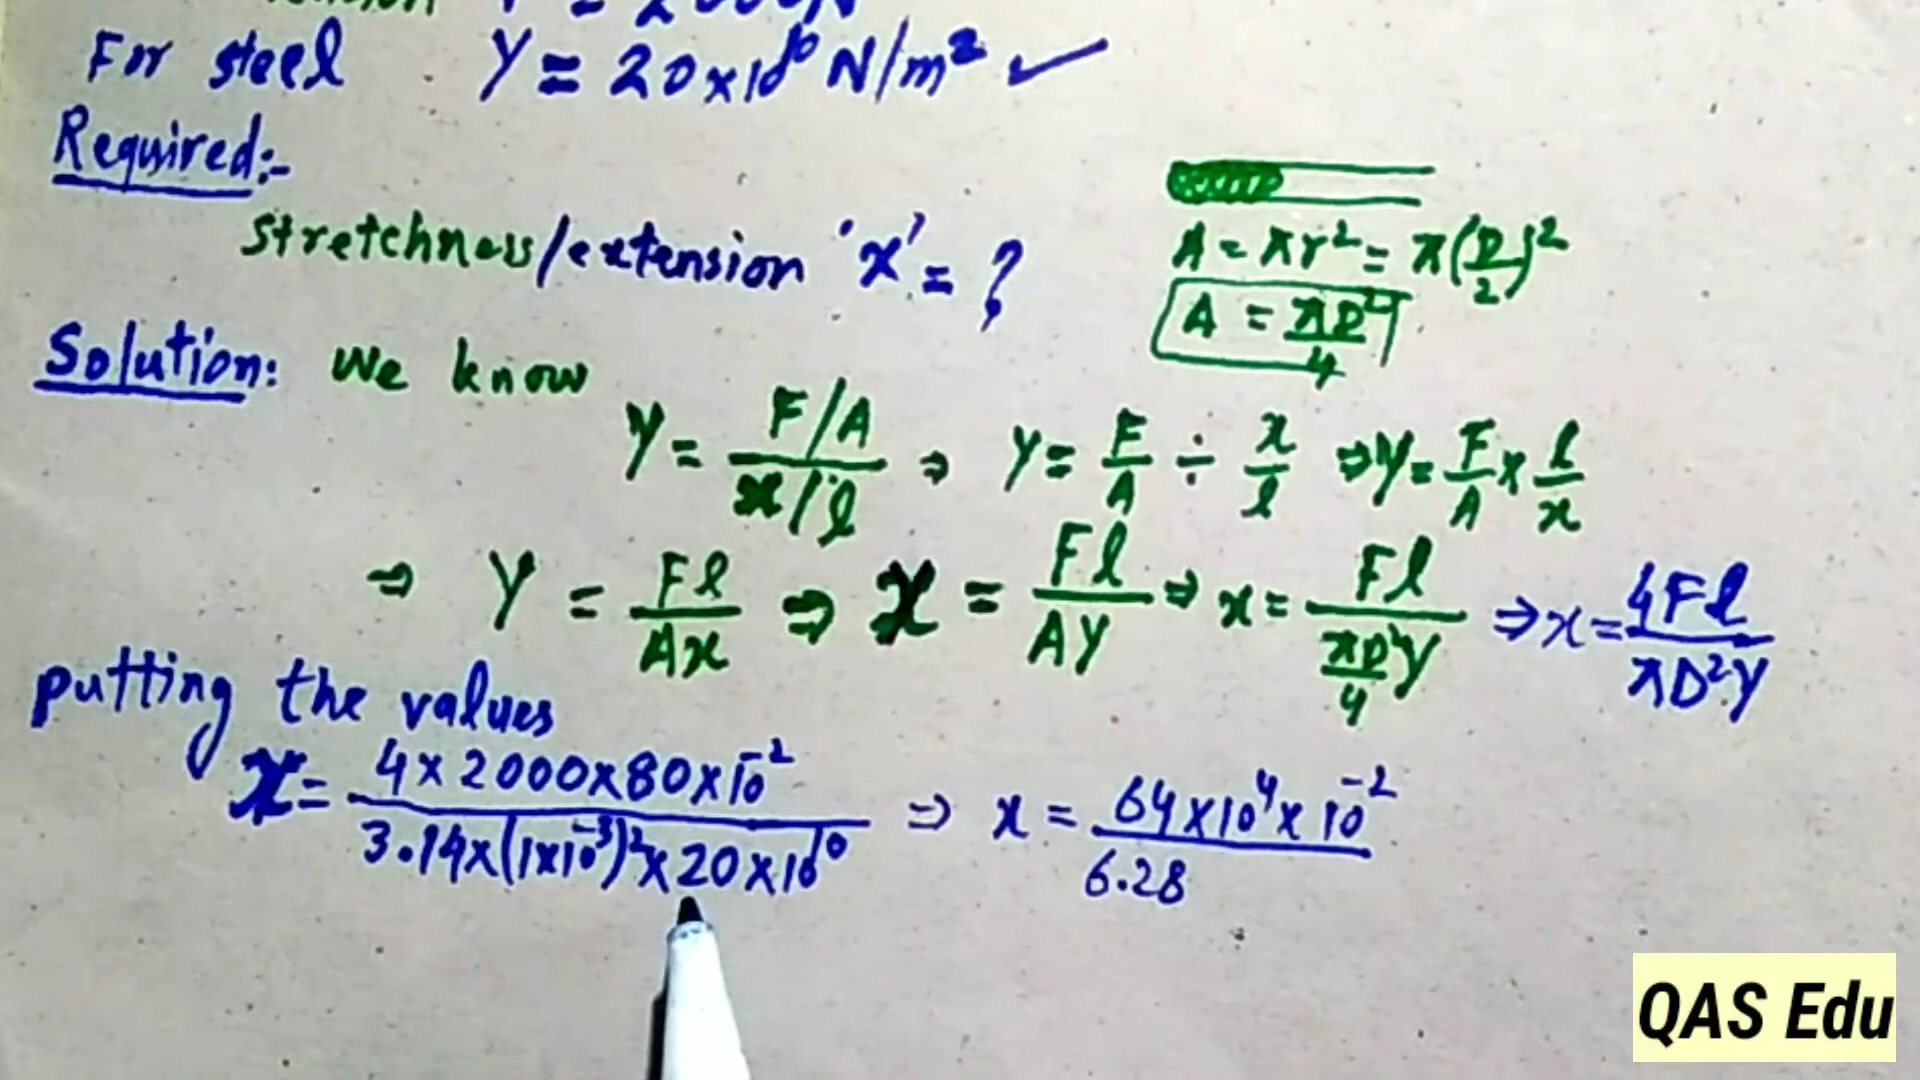 T = 2000N
For steel Y = 20×10¹⁰ N/m² ✓
Required:-
stretchness/extension 'x' = ?
A = πr² = π(D/2)²
A = πD²/4
Solution: we know
Y = (F/A)/(x/l) ⇒ Y = F/A ÷ x/l ⇒ Y = F/A × l/x
⇒ Y = Fl/Ax ⇒ x = Fl/AY ⇒ x = Fl/(πD²/4 Y) ⇒ x = 4Fl/πD²Y
putting the values
x = 4×2000×80×10⁻²/3.14×(1×10⁻³)²×20×10¹⁰ ⇒ x = 64×10⁴×10⁻²/6.28
QAS Edu